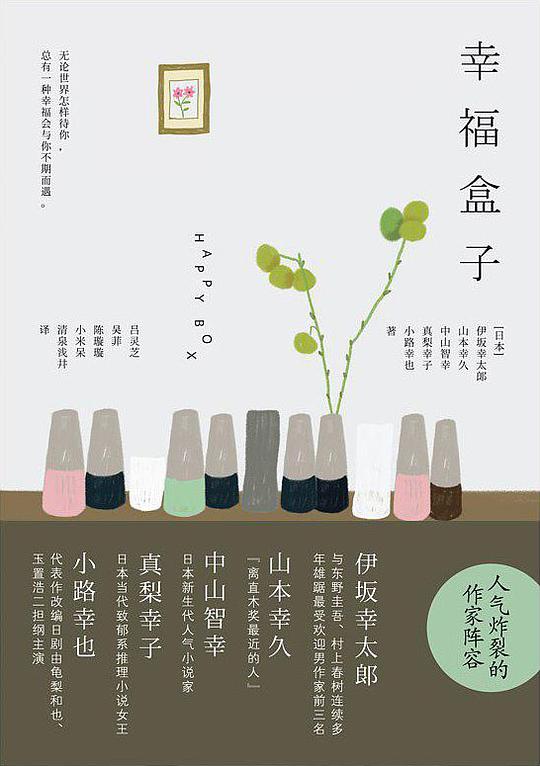 幸福盒子
无论世界怎样待你，
总有一种幸福会与你不期而遇。
HAPPY BOX
[日本]
伊坂幸太郎
山本幸久
中山智幸
真梨幸子
小路幸也
著
吕灵芝
吴菲
陈璇璇
小米呆
清泉浅井
译
人气炸裂的
作家阵容
伊坂幸太郎
与东野圭吾、村上春树连续多
年雄踞最受欢迎男作家前三名
山本幸久
「离直木奖最近的人」
中山智幸
日本新生代人气小说家
真梨幸子
日本当代致郁系推理小说女王
小路幸也
代表作改编日剧由龟梨和也、
玉置浩二担纲主演